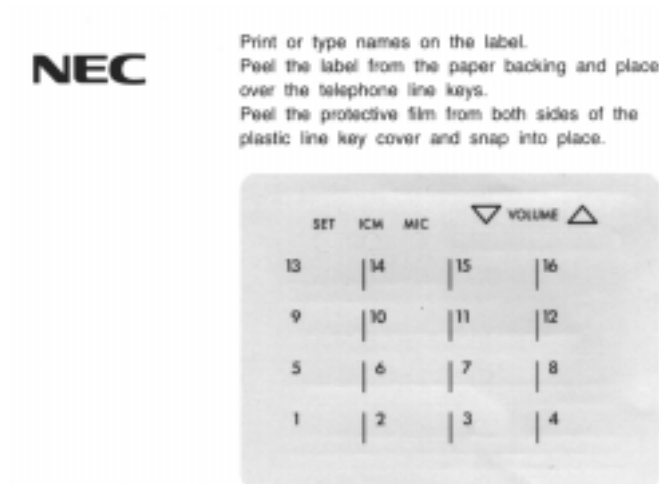 NEC
Print or type names on the label.
Peel the label from the paper backing and place
over the telephone line keys.
Peel the protective film from both sides of the
plastic line key cover and snap into place.
SET ICM MIC VOLUME
13 14 15 16
9 10 11 12
5 6 7 8
1 2 3 4